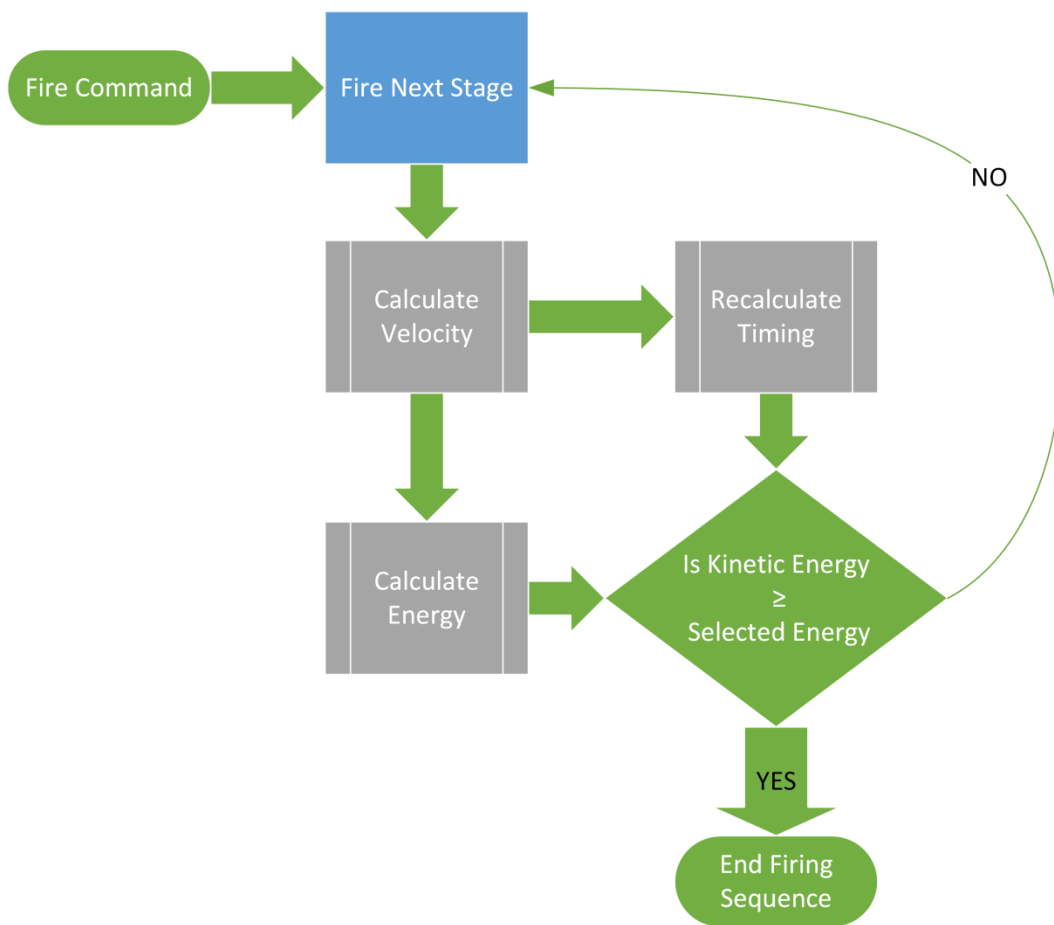 Fire Command
Fire Next Stage
NO
Calculate
Velocity
Recalculate
Timing
Calculate
Energy
Is Kinetic Energy
≥
Selected Energy
YES
End Firing
Sequence